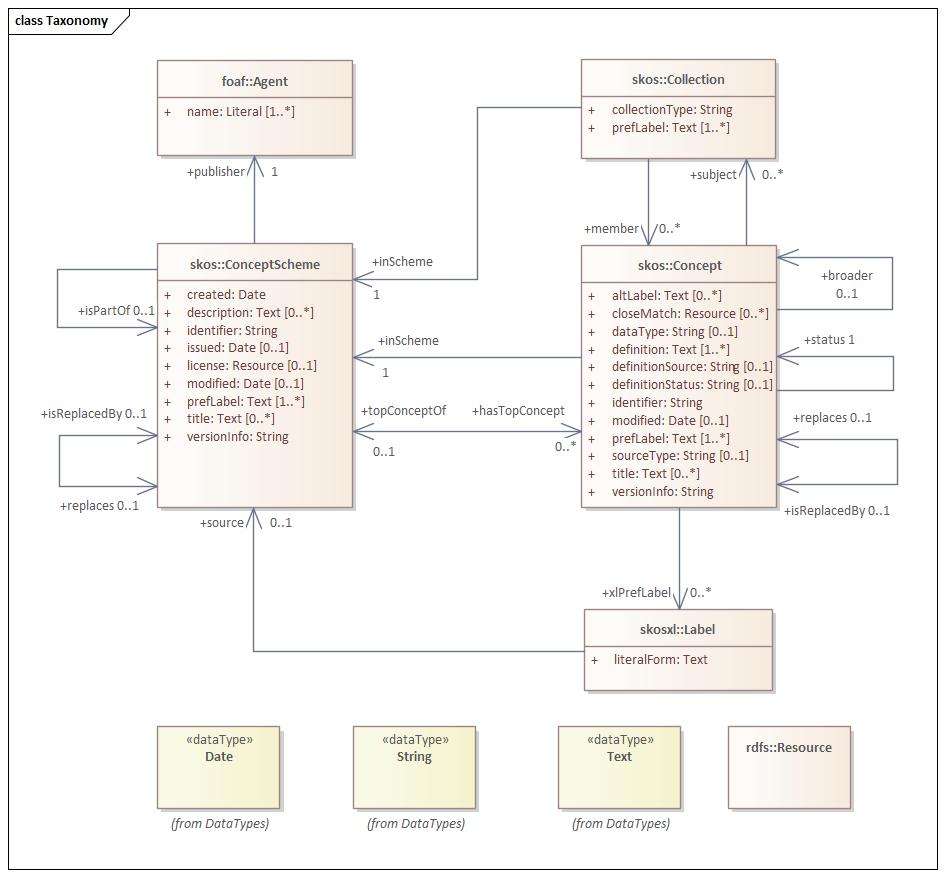 class Taxonomy
foaf::Agent
+ name: Literal [1..*]
skos::Collection
+ collectionType: String
+ prefLabel: Text [1..*]
+publisher 1
+subject 0..*
+member 0..*
skos::ConceptScheme
+ created: Date
+ description: Text [0..*]
+ identifier: String
+ issued: Date [0..1]
+ license: Resource [0..1]
+ modified: Date [0..1]
+ prefLabel: Text [1..*]
+ title: Text [0..*]
+ versionInfo: String
+isPartOf 0..1
+isReplacedBy 0..1
+replaces 0..1
+inScheme
1
+inScheme
1
+topConceptOf +hasTopConcept
0..1 0..*
skos::Concept
+ altLabel: Text [0..*]
+ closeMatch: Resource [0..*]
+ dataType: String [0..1]
+ definition: Text [1..*]
+ definitionSource: String [0..1]
+ definitionStatus: String [0..1]
+ identifier: String
+ modified: Date [0..1]
+ prefLabel: Text [1..*]
+ sourceType: String [0..1]
+ title: Text [0..*]
+ versionInfo: String
+broader
0..1
+status 1
+replaces 0..1
+isReplacedBy 0..1
+source 0..1
+xlPrefLabel 0..*
skosxl::Label
+ literalForm: Text
«dataType»
Date
(from DataTypes)
«dataType»
String
(from DataTypes)
«dataType»
Text
(from DataTypes)
rdfs::Resource